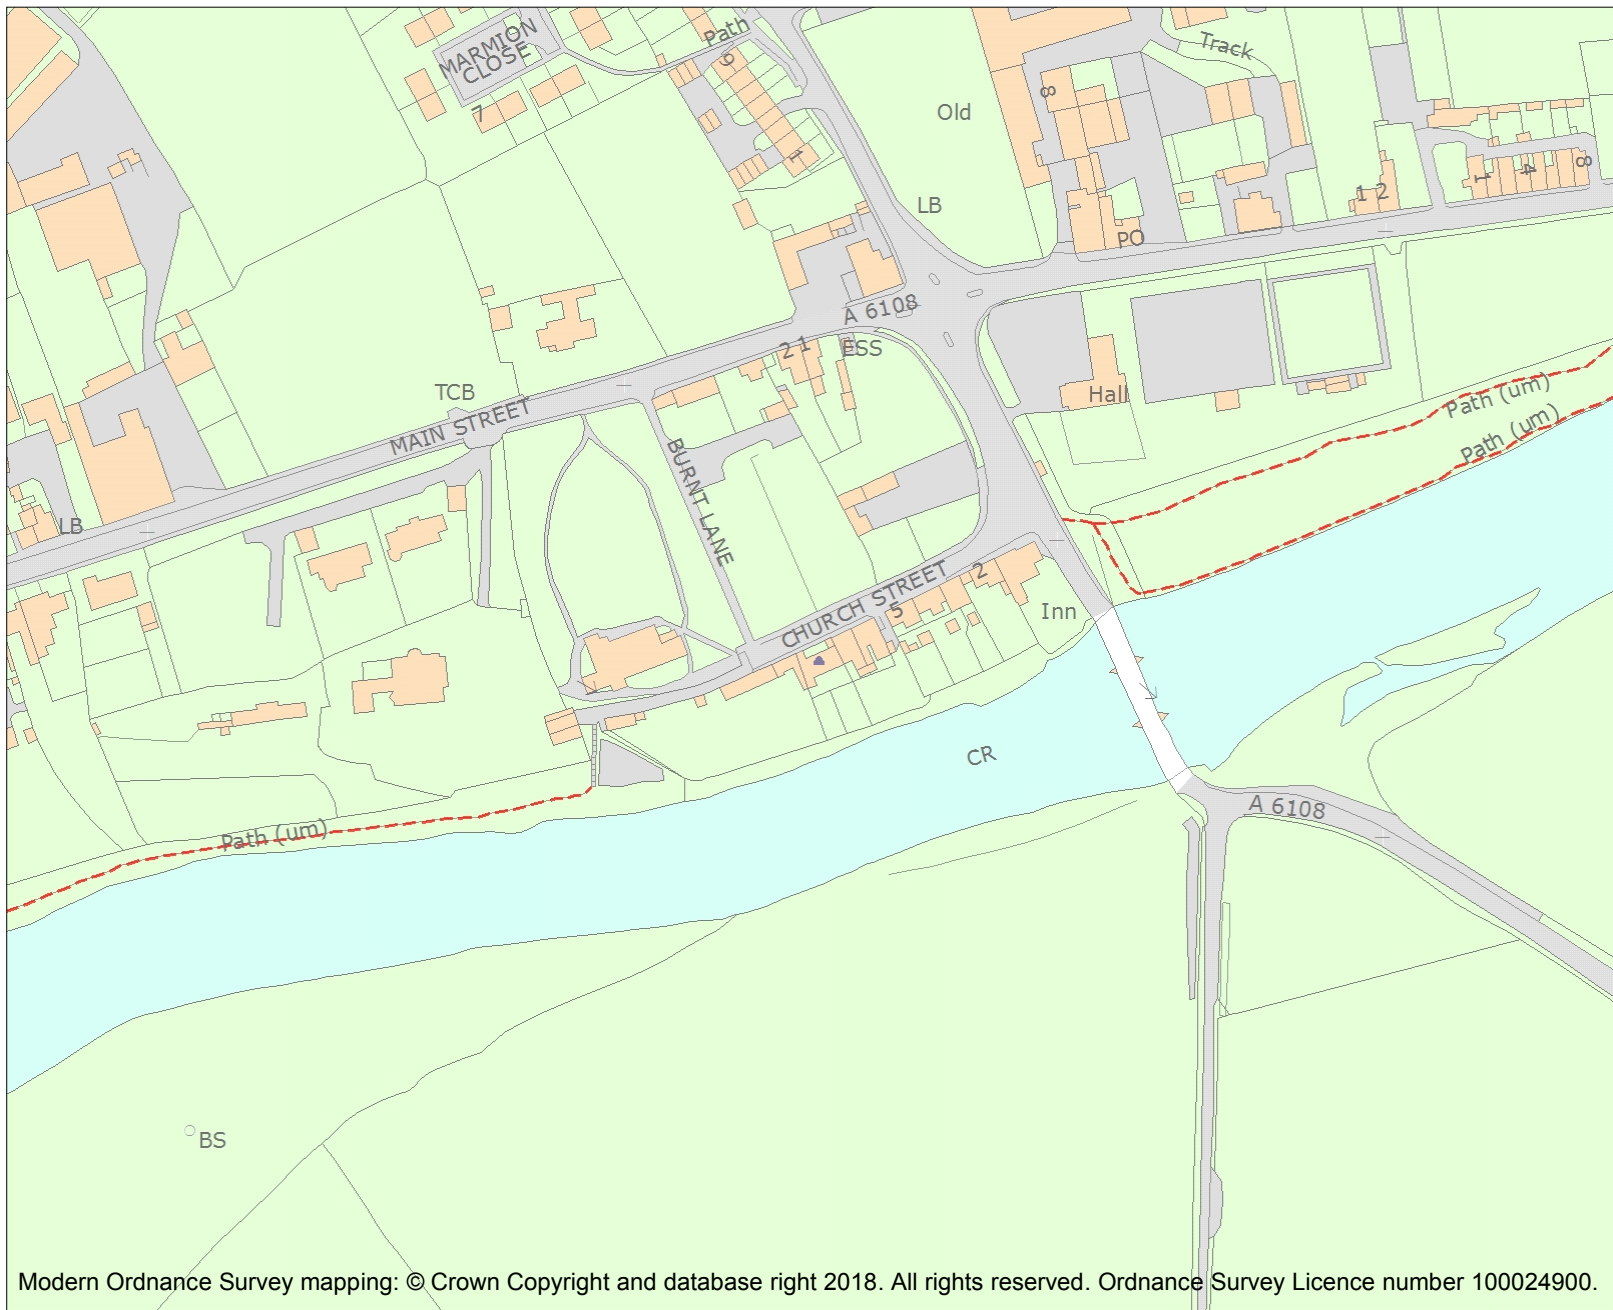 MARMION
CLOSE
7
Path
9
1
Old
8
Track
LB
PO
1 2
1
4
8
A 6108
2 1
ESS
TCB
MAIN STREET
Hall
Path (um)
Path (um)
BURNT LANE
LB
CHURCH STREET
2
5
Inn
CR
A 6108
Path (um)
BS
Modern Ordnance Survey mapping: © Crown Copyright and database right 2018. All rights reserved. Ordnance Survey Licence number 100024900.